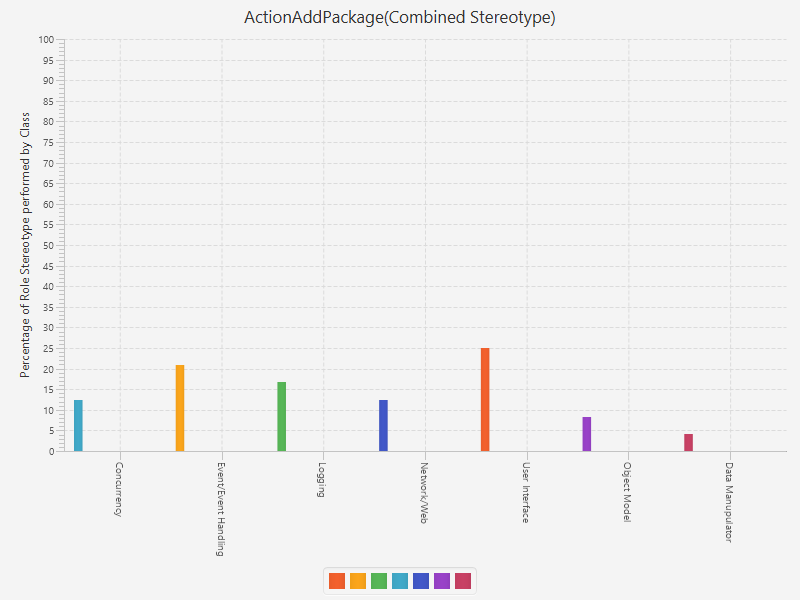 ActionAddPackage(Combined Stereotype)
Percentage of Role Stereotype performed by Class
100
95
90
85
80
75
70
65
60
55
50
45
40
35
30
25
20
15
10
5
0
Concurrency
Event/Event Handling
Logging
Network/Web
User Interface
Object Model
Data Manupulator